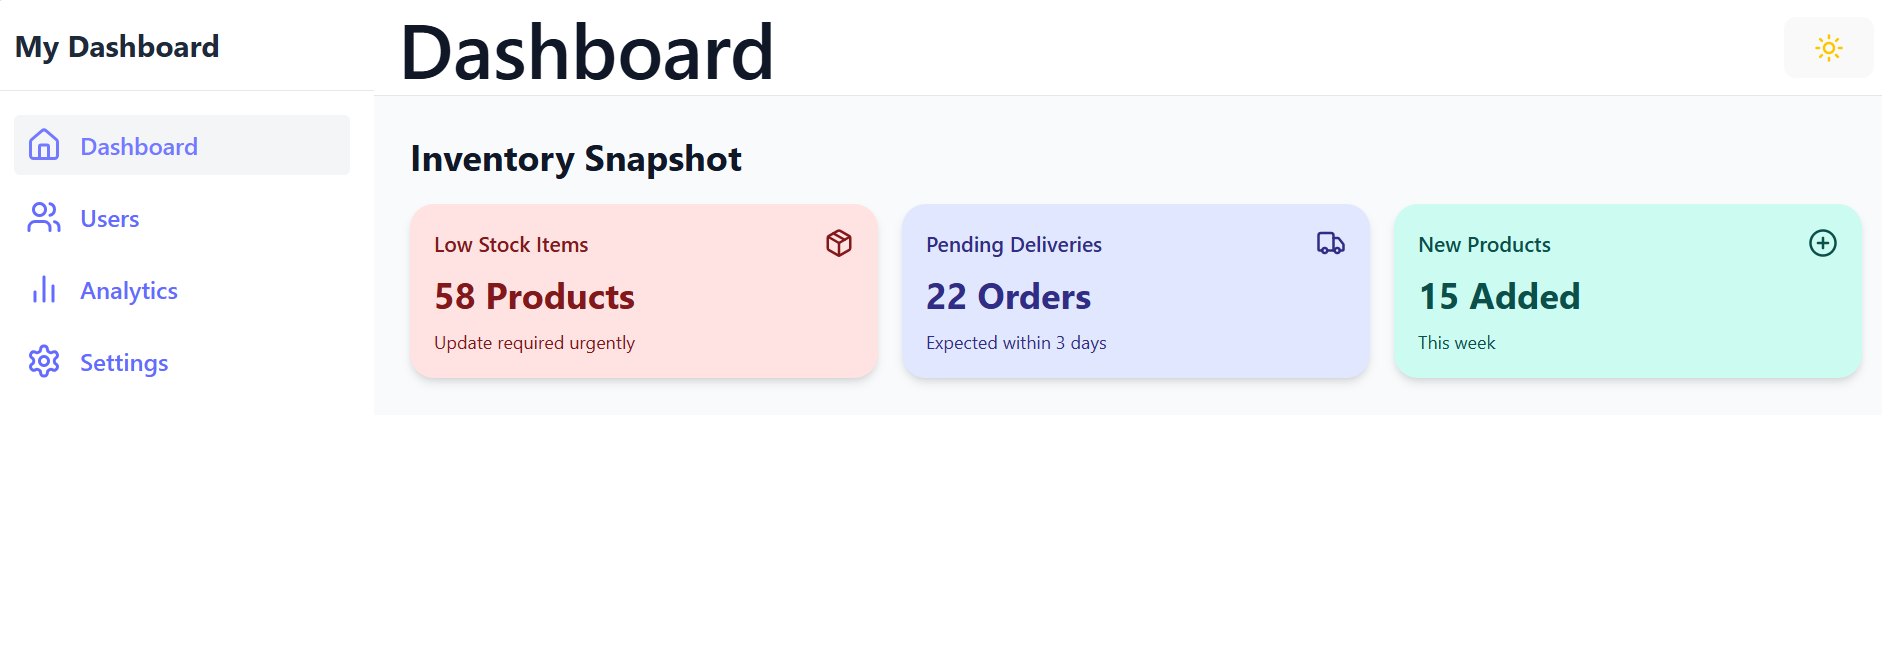 My Dashboard
Dashboard
Users
Analytics
Settings
Dashboard
Inventory Snapshot
Low Stock Items
58 Products
Update required urgently
Pending Deliveries
22 Orders
Expected within 3 days
New Products
15 Added
This week